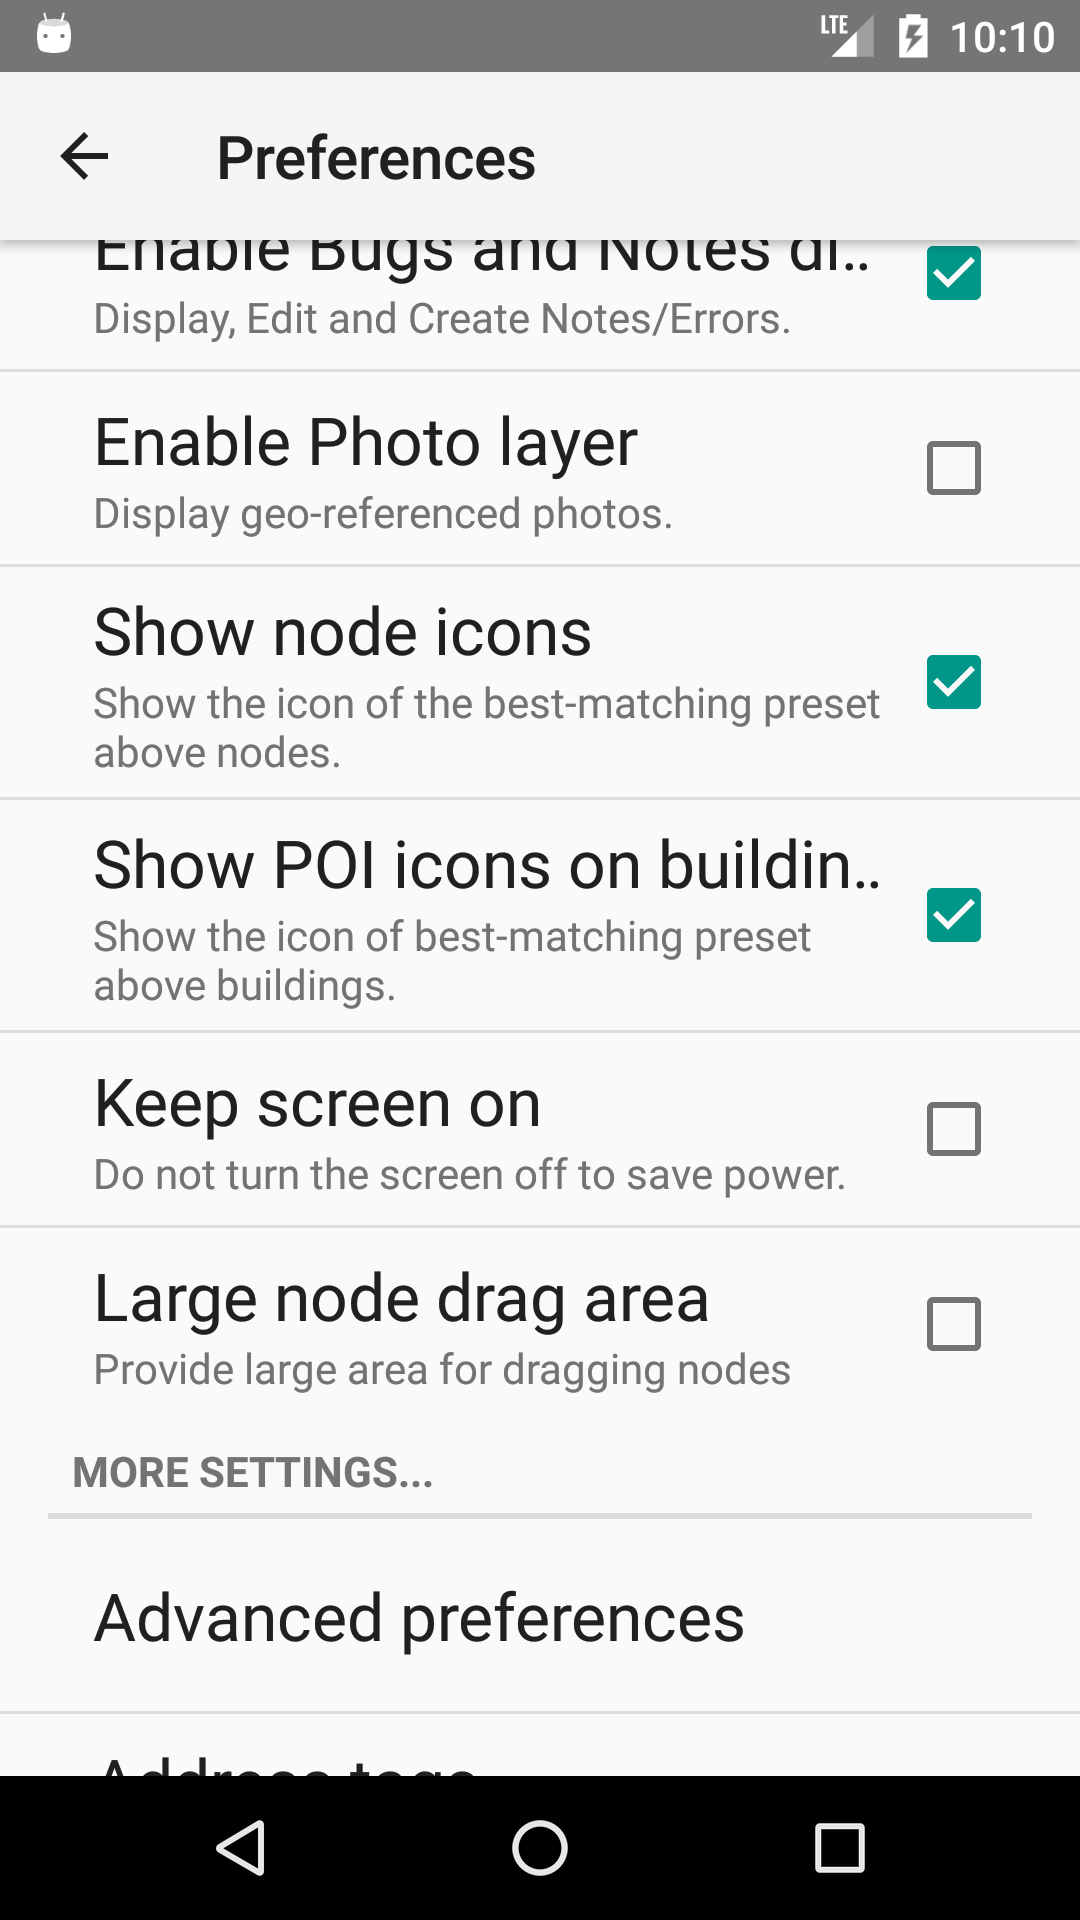 LTE 10:10
Preferences
Enable Bugs and Notes di..
Display, Edit and Create Notes/Errors.
Enable Photo layer
Display geo-referenced photos.
Show node icons
Show the icon of the best-matching preset
above nodes.
Show POI icons on buildin..
Show the icon of best-matching preset
above buildings.
Keep screen on
Do not turn the screen off to save power.
Large node drag area
Provide large area for dragging nodes
MORE SETTINGS...
Advanced preferences
Address tags